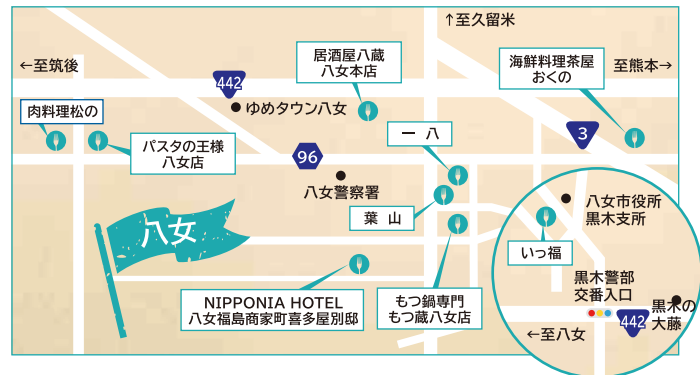 ↑至久留米
←至筑後
居酒屋八蔵
八女本店
海鮮料理茶屋
おくの
至熊本→
442
ゆめタウン八女
肉料理松の
パスタの王様
八女店
一 八
3
96
八女警察署
葉 山
八女市役所
黒木支所
八女
いっ福
NIPPONIA HOTEL
八女福島商家町喜多屋別邸
もつ鍋専門
もつ蔵八女店
黒木警部
交番入口
黒木の
大藤
442
←至八女